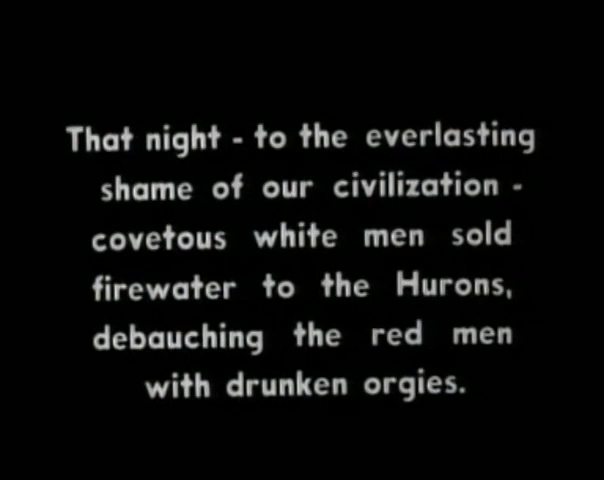 That night - to the everlasting
shame of our civilization -
covetous white men sold
firewater to the Hurons,
debauching the red men
with drunken orgies.